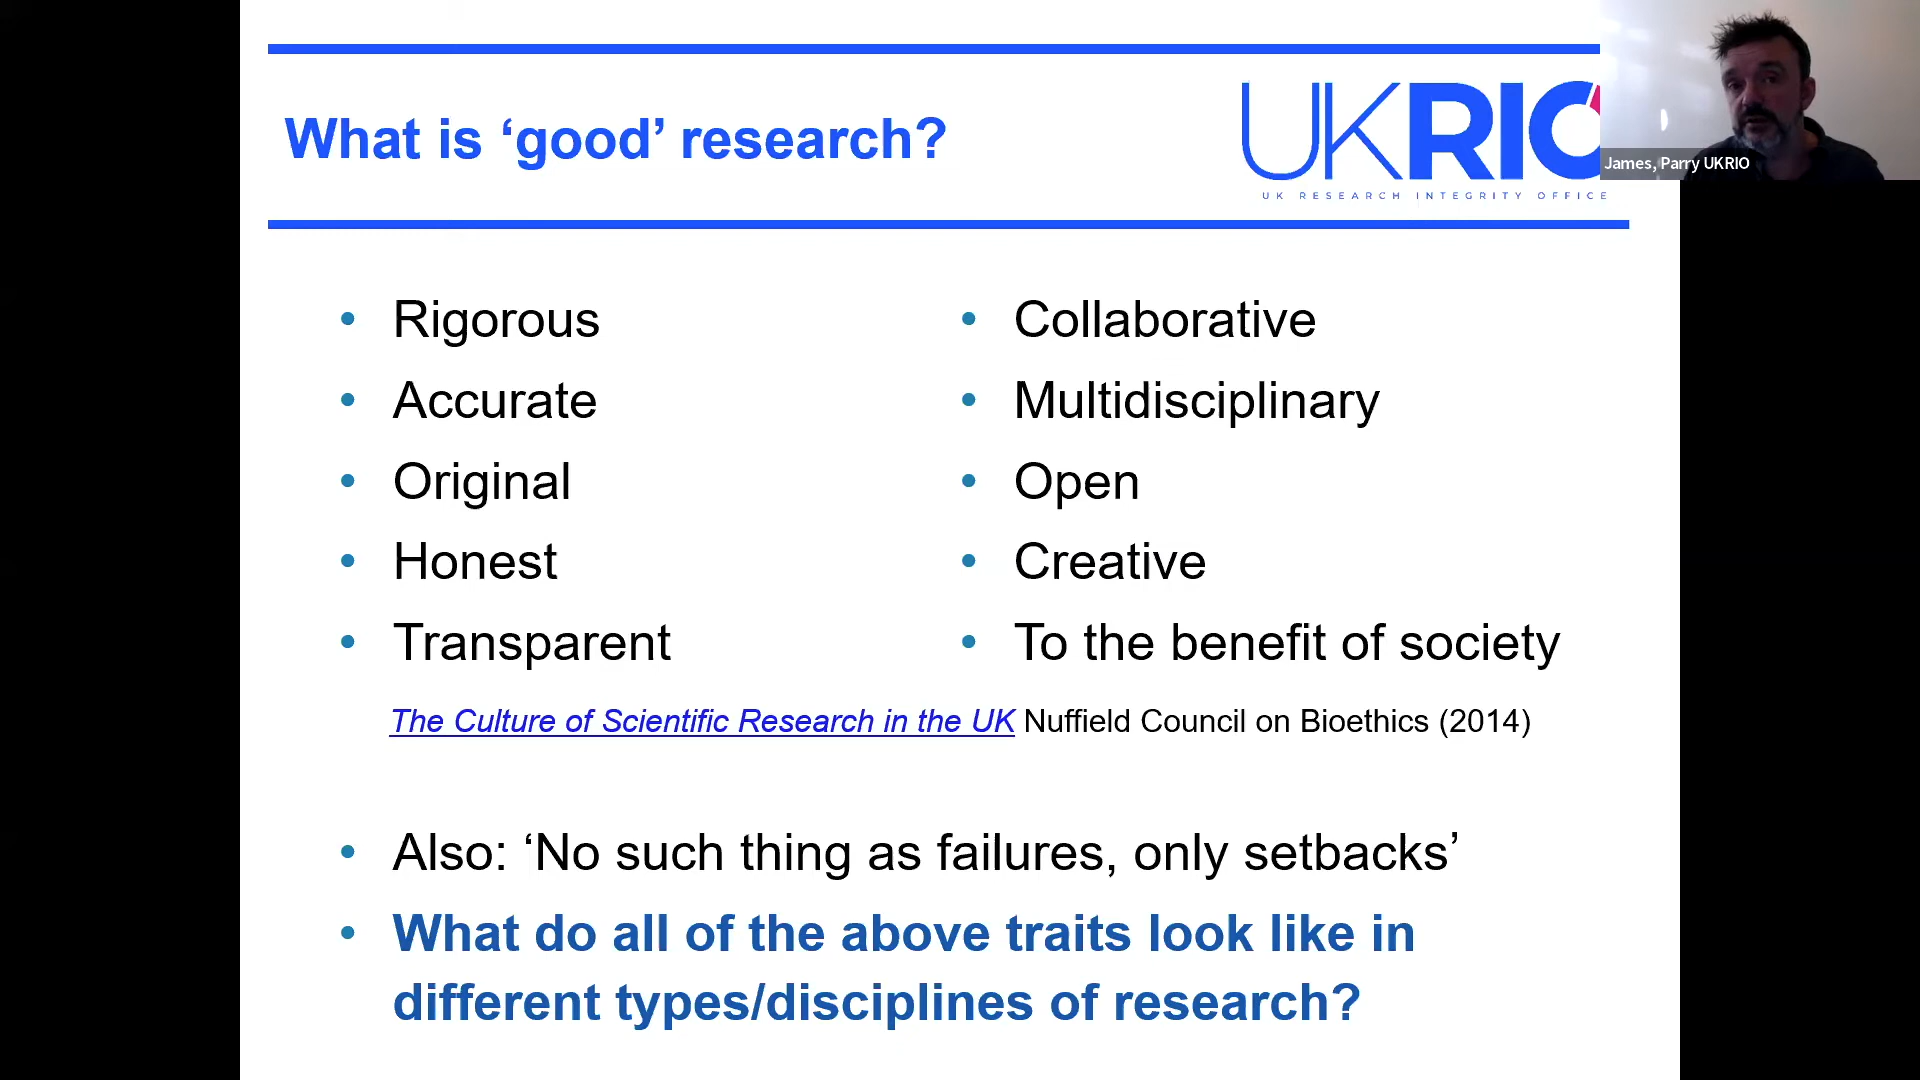 What is ‘good’ research?
UKRIO
UK RESEARCH INTEGRITY OFFICE
James, Parry UKRIO
• Rigorous
• Accurate
• Original
• Honest
• Transparent
• Collaborative
• Multidisciplinary
• Open
• Creative
• To the benefit of society
The Culture of Scientific Research in the UK Nuffield Council on Bioethics (2014)
• Also: ‘No such thing as failures, only setbacks’
• What do all of the above traits look like in
different types/disciplines of research?